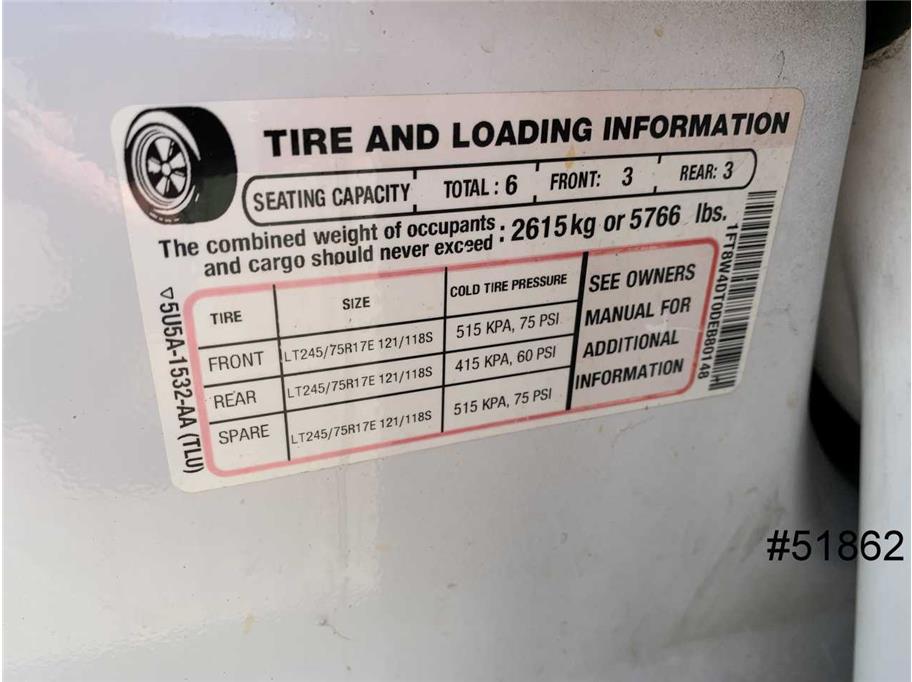 TIRE AND LOADING INFORMATION
SEATING CAPACITY TOTAL : 6 FRONT: 3 REAR: 3
The combined weight of occupants and cargo should never exceed : 2615kg or 5766 lbs.
TIRE SIZE COLD TIRE PRESSURE
FRONT LT245/75R17E 121/118S 515 KPA, 75 PSI
REAR LT245/75R17E 121/118S 415 KPA, 60 PSI
SPARE LT245/75R17E 121/118S 515 KPA, 75 PSI
SEE OWNERS
MANUAL FOR
ADDITIONAL
INFORMATION
5U5A-1532-AA (TLU)
1FT8W4DT0DEB80148
#51862